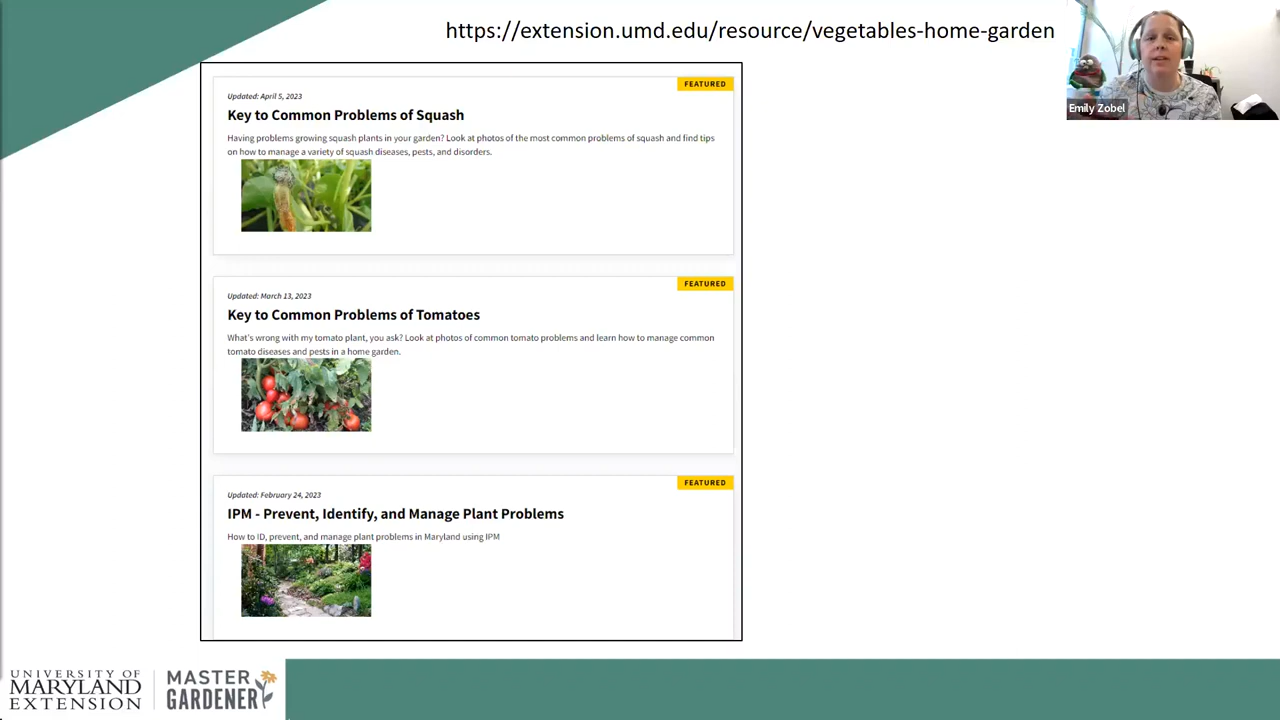 https://extension.umd.edu/resource/vegetables-home-garden
Emily Zobel
FEATURED
Updated: April 5, 2023
Key to Common Problems of Squash
Having problems growing squash plants in your garden? Look at photos of the most common problems of squash and find tips
on how to manage a variety of squash diseases, pests, and disorders.
FEATURED
Updated: March 13, 2023
Key to Common Problems of Tomatoes
What's wrong with my tomato plant, you ask? Look at photos of common tomato problems and learn how to manage common
tomato diseases and pests in a home garden.
FEATURED
Updated: February 24, 2023
IPM - Prevent, Identify, and Manage Plant Problems
How to ID, prevent, and manage plant problems in Maryland using IPM
UNIVERSITY OF
MARYLAND
EXTENSION
MASTER
GARDENER